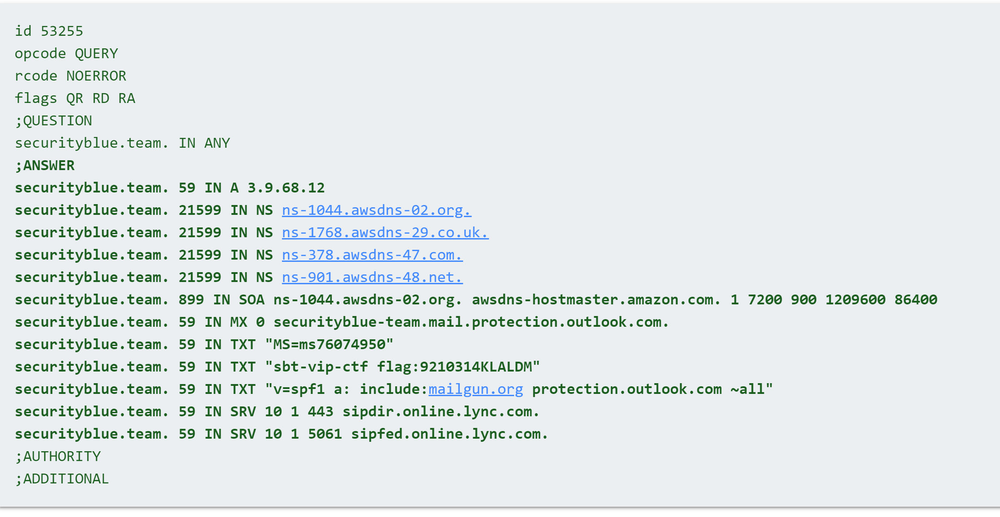 id 53255
opcode QUERY
rcode NOERROR
flags QR RD RA
;QUESTION
securityblue.team. IN ANY
;ANSWER
securityblue.team. 59 IN A 3.9.68.12
securityblue.team. 21599 IN NS ns-1044.awsdns-02.org.
securityblue.team. 21599 IN NS ns-1768.awsdns-29.co.uk.
securityblue.team. 21599 IN NS ns-378.awsdns-47.com.
securityblue.team. 21599 IN NS ns-901.awsdns-48.net.
securityblue.team. 899 IN SOA ns-1044.awsdns-02.org. awsdns-hostmaster.amazon.com. 1 7200 900 1209600 86400
securityblue.team. 59 IN MX 0 securityblue-team.mail.protection.outlook.com.
securityblue.team. 59 IN TXT "MS=ms76074950"
securityblue.team. 59 IN TXT "sbt-vip-ctf flag:9210314KLALDM"
securityblue.team. 59 IN TXT "v=spf1 a: include:mailgun.org protection.outlook.com ~all"
securityblue.team. 59 IN SRV 10 1 443 sipdir.online.lync.com.
securityblue.team. 59 IN SRV 10 1 5061 sipfed.online.lync.com.
;AUTHORITY
;ADDITIONAL